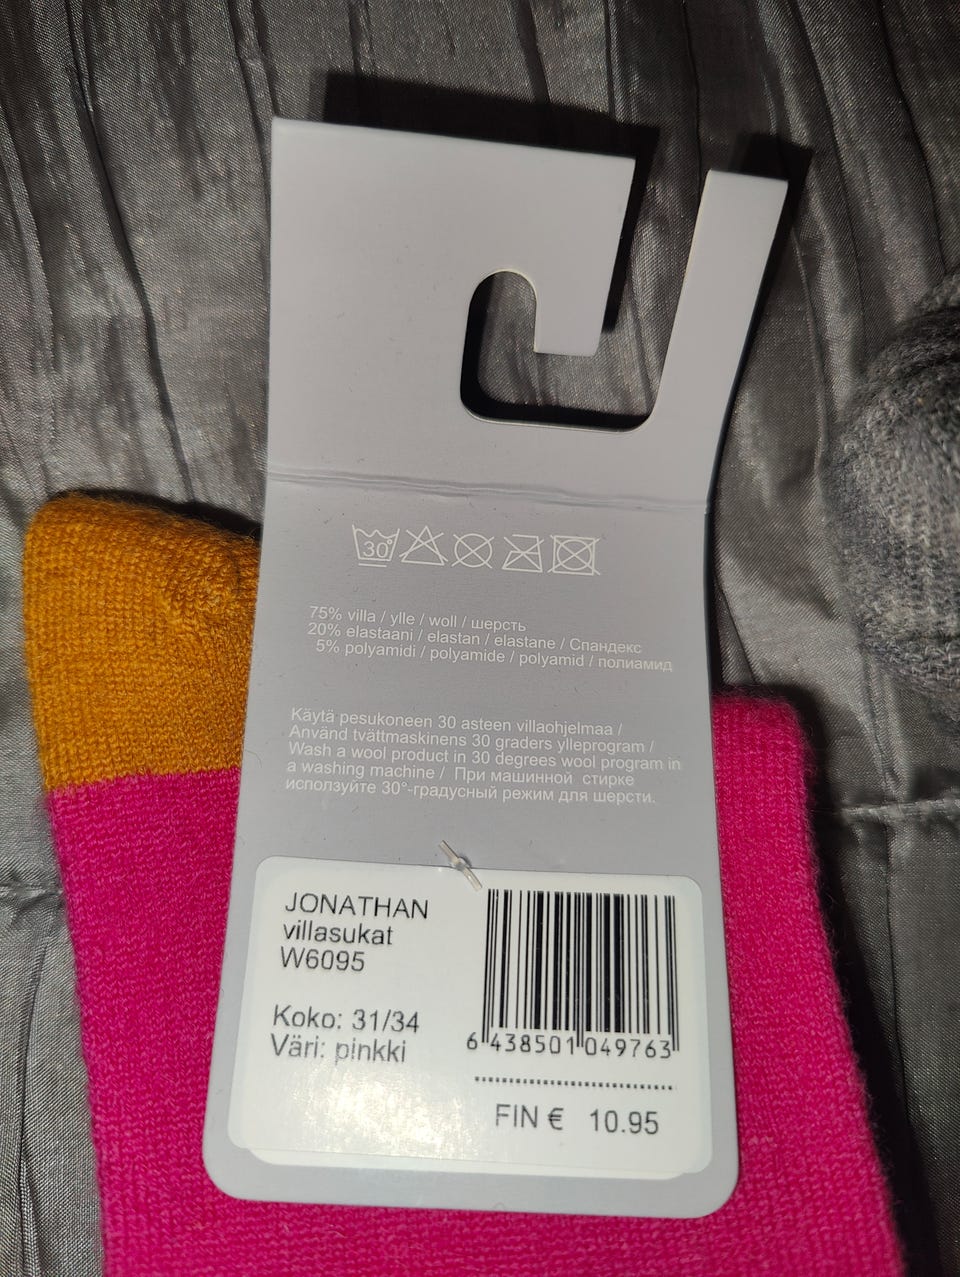 30°
75% villa / ylle / woll / шерсть
20% elastaani / elastan / elastane / Спандекс
5% polyamidi / polyamide / polyamid / полиамид
Käytä pesukoneen 30 asteen villaohjelmaa /
Använd tvättmaskinens 30 graders ylleprogram /
Wash a wool product in 30 degrees wool program in
a washing machine / При машинной стирке
используйте 30°-градусный режим для шерсти.
JONATHAN
villasukat
W6095
Koko: 31/34
Väri: pinkki
6 438501 049763
FIN € 10.95